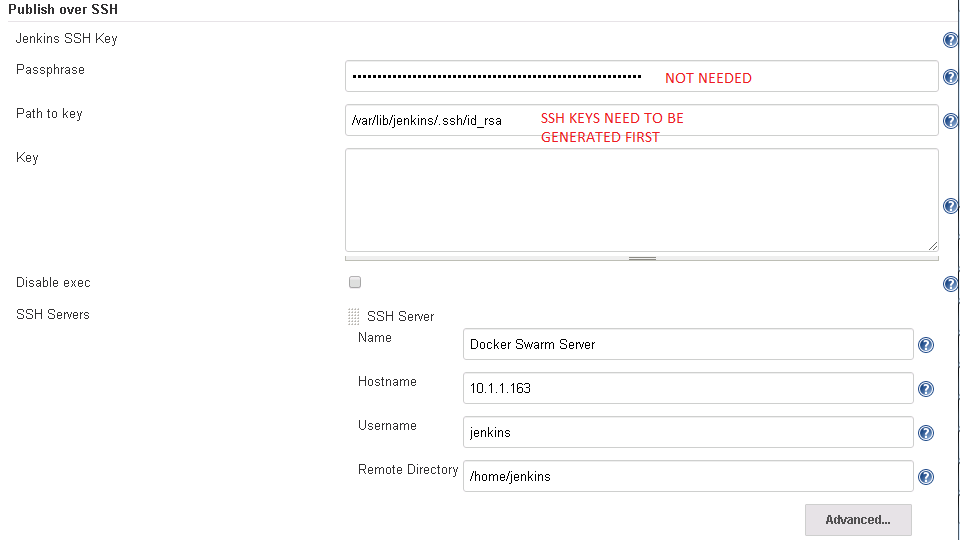 Publish over SSH
Jenkins SSH Key
Passphrase
•••••••••••••••••••••••••••••••••••••••••••••••••••••••••• NOT NEEDED
Path to key
/var/lib/jenkins/.ssh/id_rsa
SSH KEYS NEED TO BE
GENERATED FIRST
Key
Disable exec
SSH Servers
SSH Server
Name
Docker Swarm Server
Hostname
10.1.1.163
Username
jenkins
Remote Directory
/home/jenkins
Advanced...